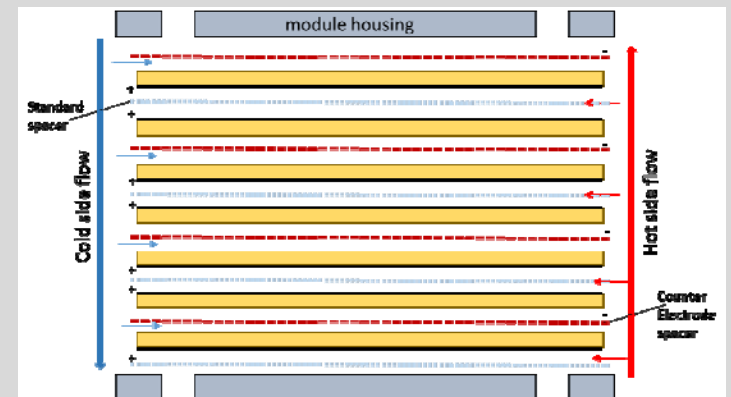 module housing
Standard
spacer
Cold side flow
Hot side flow
Counter
Electrode
spacer